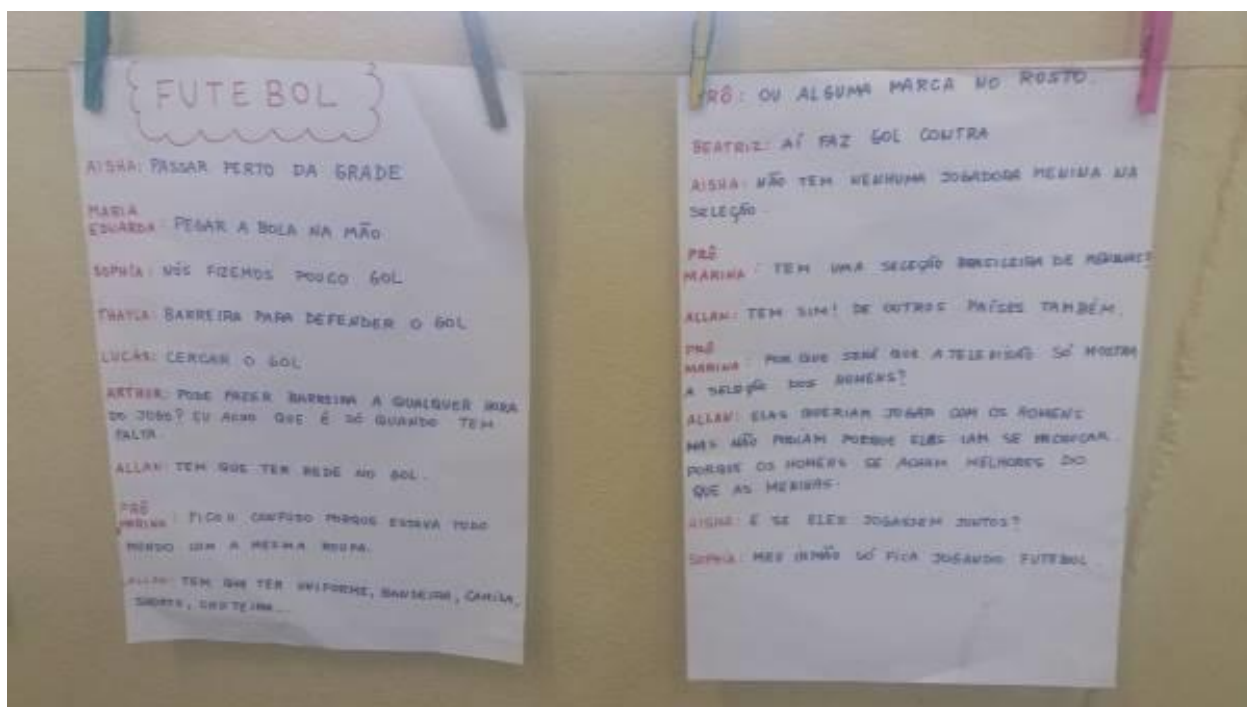 FUTEBOL
AISHA: PASSAR PERTO DA GRADE
MARIA
EDUARDA: PEGAR A BOLA NA MÃO
SOPHIA: NÓS FIZEMOS POUCO GOL
THAYLA: BARREIRA PARA DEFENDER O GOL
LUCAS: CERCAR O GOL
ARTHUR: PODE FAZER BARREIRA A QUALQUER HORA
DO JOGO? EU ACHO QUE É SÓ QUANDO TEM
FALTA.
ALLAN: TEM QUE TER REDE NO GOL.
PRÔ
MARINA: FICOU CONFUSO PORQUE ESTAVA TODO
MUNDO COM A MESMA ROUPA.
ALLAN: TEM QUE TER UNIFORME, BANDEIRA, CAMISA,
SHORTS, CHUTEIRA...
PRÔ: OU ALGUMA MARCA NO ROSTO.
BEATRIZ: AÍ FAZ GOL CONTRA
AISHA: NÃO TEM NENHUMA JOGADORA MENINA NA
SELEÇÃO.
PRÔ
MARINA: TEM UMA SELEÇÃO BRASILEIRA DE MENINAS?
ALLAN: TEM SIM! DE OUTROS PAÍSES TAMBÉM.
PRÔ
MARINA: POR QUE SERÁ QUE A TELEVISÃO SÓ MOSTRA
A SELEÇÃO DOS HOMENS?
ALLAN: ELAS QUERIAM JOGAR COM OS HOMENS
MAS NÃO PODIAM PORQUE ELAS IAM SE MACHUCAR.
PORQUE OS HOMENS SE ACHAM MELHORES DO
QUE AS MENINAS.
AISHA: E SE ELES JOGASSEM JUNTOS?
SOPHIA: MEU IRMÃO SÓ FICA JOGANDO FUTEBOL.